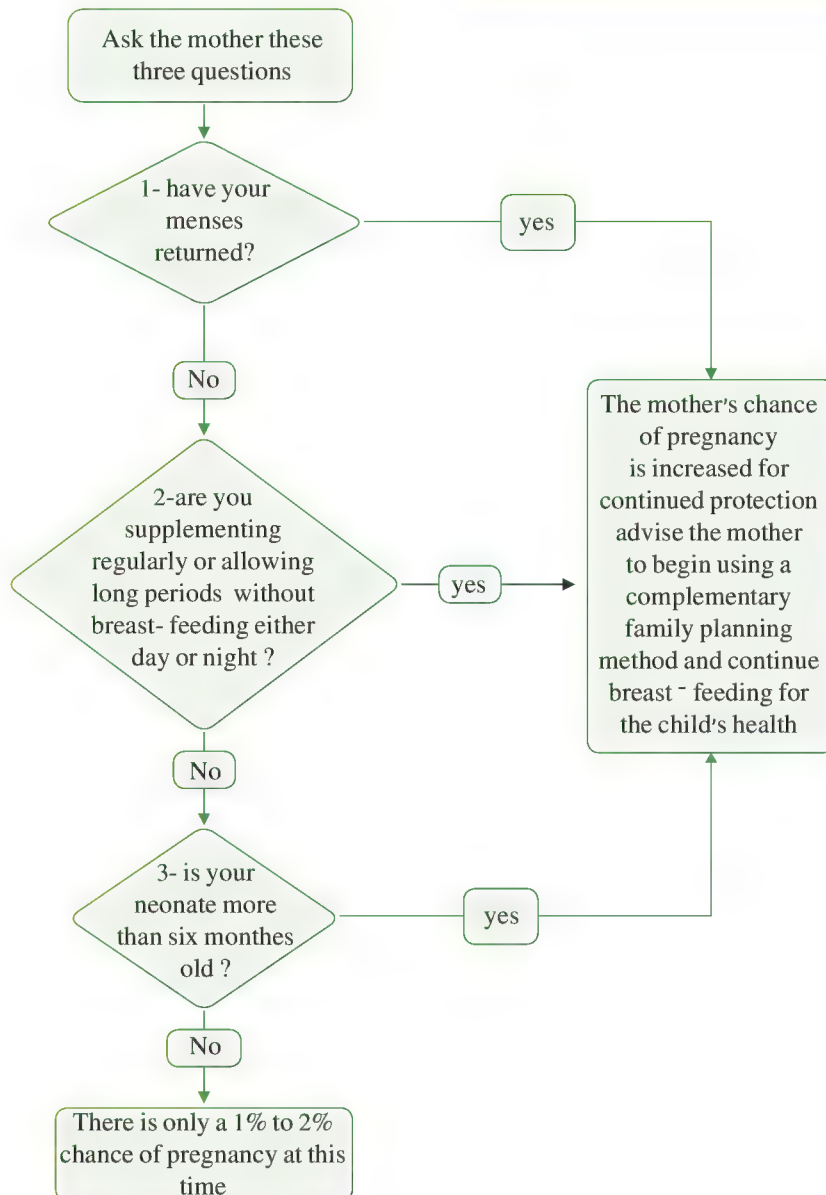 Ask the mother these
three questions
1- have your
menses
returned?
yes
No
The mother's chance
of pregnancy
is increased for
continued protection
advise the mother
to begin using a
complementary
family planning
method and continue
breast - feeding for
the child's health
2-are you
supplementing
regularly or allowing
long periods without
breast- feeding either
day or night ?
yes
No
3- is your
neonate more
than six monthes
old ?
yes
No
There is only a 1% to 2%
chance of pregnancy at this
time